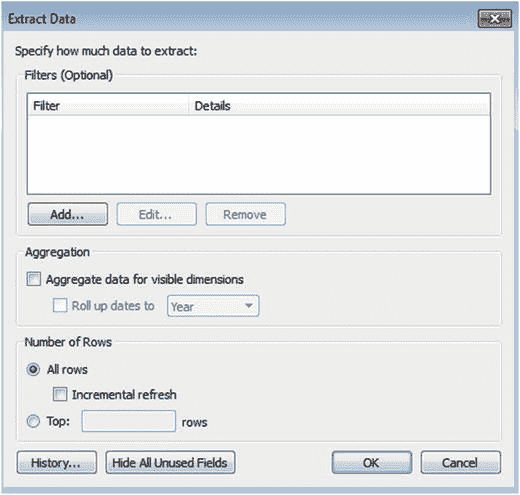 Extract Data
Specify how much data to extract:
Filters (Optional)
Filter Details
Add... Edit... Remove
Aggregation
Aggregate data for visible dimensions
Roll up dates to Year
Number of Rows
All rows
Incremental refresh
Top: rows
History... Hide All Unused Fields OK Cancel